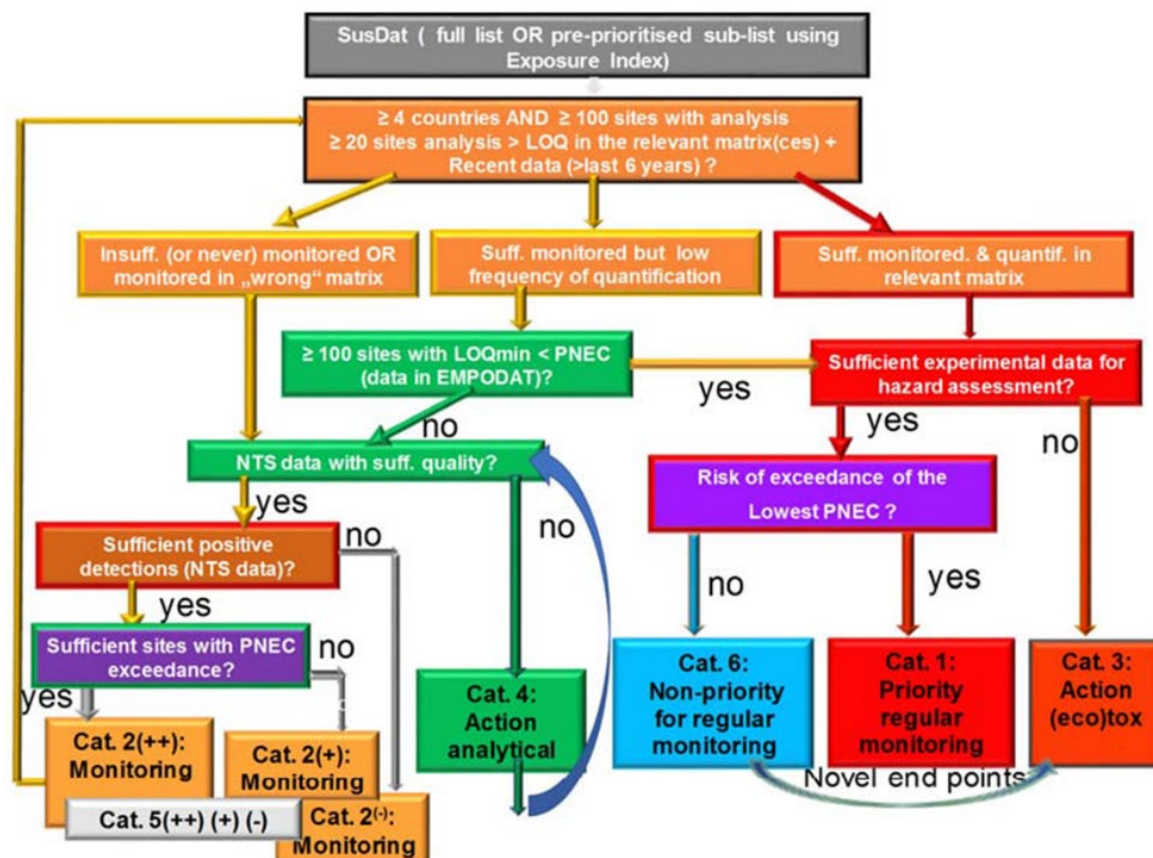 SusDat ( full list OR pre-prioritised sub-list using
Exposure Index)
≥ 4 countries AND ≥ 100 sites with analysis
≥ 20 sites analysis > LOQ in the relevant matrix(ces) +
Recent data (>last 6 years) ?
Insuff. (or never) monitored OR
monitored in „wrong“ matrix
Suff. monitored but low
frequency of quantification
Suff. monitored. & quantif. in
relevant matrix
≥ 100 sites with LOQmin < PNEC
(data in EMPODAT)?
yes
Sufficient experimental data for
hazard assessment?
no
yes
no
NTS data with suff. quality?
Risk of exceedance of the
Lowest PNEC ?
yes
no
Sufficient positive
detections (NTS data)?
no
no
yes
yes
Sufficient sites with PNEC
exceedance?
no
yes
Cat. 2(++):
Monitoring
Cat. 2(+):
Monitoring
Cat. 4:
Action
analytical
Cat. 6:
Non-priority
for regular
monitoring
Cat. 1:
Priority
regular
monitoring
Cat. 3:
Action
(eco)tox
Novel end points
Cat. 5(++) (+) (-)
Cat. 2(-):
Monitoring